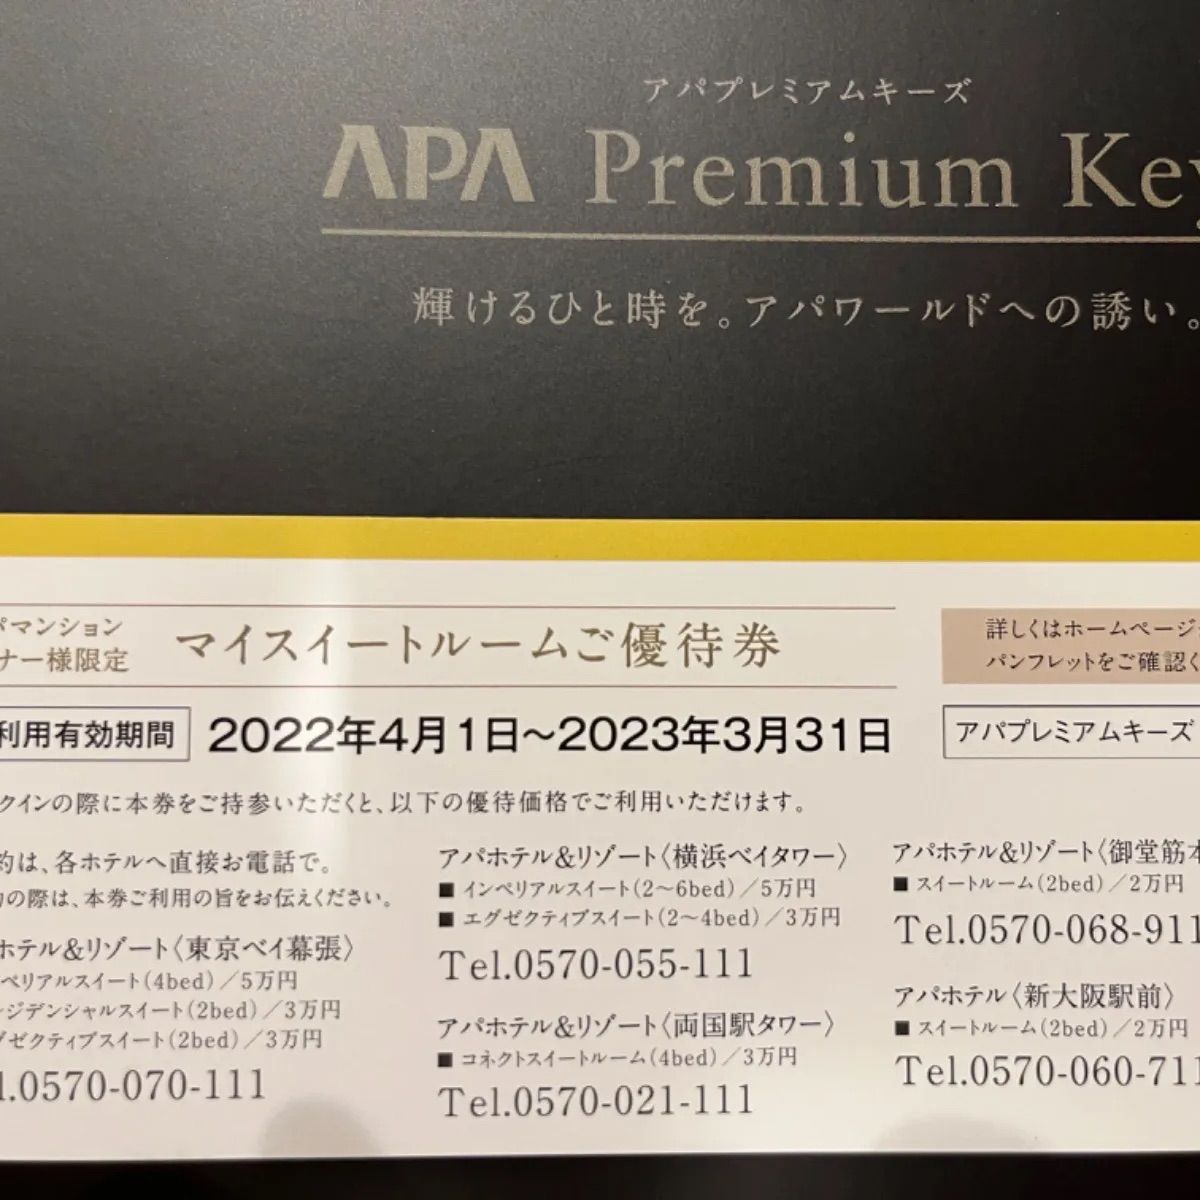 アパプレミアムキーズ
APA Premium Key
輝けるひと時を。アパワールドへの誘い。
パマンション
ナー様限定
マイスイートルームご優待券
利用有効期間
2022年4月1日〜2023年3月31日
クインの際に本券をご持参いただくと、以下の優待価格でご利用いただけます。
約は、各ホテルへ直接お電話で。
の際は、本券ご利用の旨をお伝えください。
ホテル&リゾート〈東京ベイ幕張〉
ペリアルスイート(4bed)／5万円
ジデンシャルスイート(2bed)／3万円
グゼクティブスイート(2bed)／3万円
l.0570-070-111
アパホテル&リゾート〈横浜ベイタワー〉
■ インペリアルスイート(2〜6bed)／5万円
■ エグゼクティブスイート(2〜4bed)／3万円
Tel.0570-055-111
アパホテル&リゾート〈両国駅タワー〉
■ コネクトスイートルーム(4bed)／3万円
Tel.0570-021-111
詳しくはホームページ
パンフレットをご確認く
アパプレミアムキーズ
アパホテル&リゾート〈御堂筋本
■ スイートルーム(2bed)／2万円
Tel.0570-068-911
アパホテル〈新大阪駅前〉
■ スイートルーム(2bed)／2万円
Tel.0570-060-711